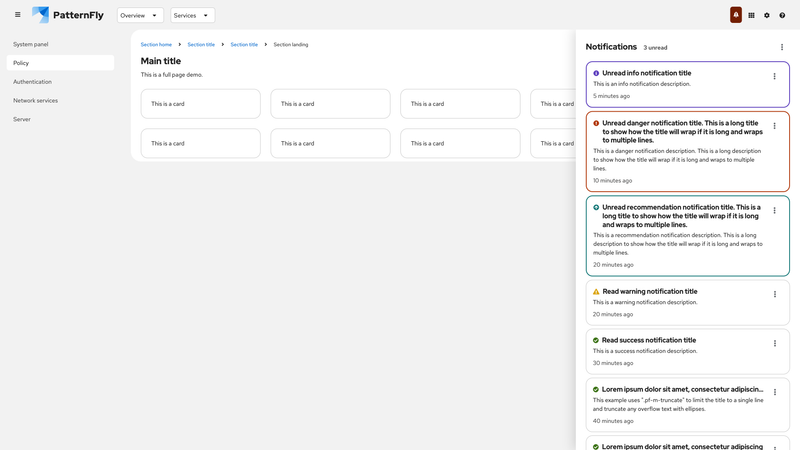 PatternFly
Overview
Services
System panel
Policy
Authentication
Network services
Server
Section home
Section title
Section title
Section landing
Main title
This is a full page demo.
This is a card
This is a card
This is a card
This is a card
This is a card
This is a card
This is a card
This is a card
Notifications 3 unread
Unread info notification title
This is an info notification description.
5 minutes ago
Unread danger notification title. This is a long title
to show how the title will wrap if it is long and wraps
to multiple lines.
This is a danger notification description. This is a long description
to show how the title will wrap if it is long and wraps to multiple
lines.
10 minutes ago
Unread recommendation notification title. This is a
long title to show how the title will wrap if it is long
and wraps to multiple lines.
This is a recommendation notification description. This is a long
description to show how the title will wrap if it is long and wraps to
multiple lines.
20 minutes ago
Read warning notification title
This is a warning notification description.
20 minutes ago
Read success notification title
This is a success notification description.
30 minutes ago
Lorem ipsum dolor sit amet, consectetur adipiscin...
This example uses ".pf-m-truncate" to limit the title to a single line
and truncate any overflow text with ellipses.
40 minutes ago
Lorem ipsum dolor sit amet, consectetur adipiscing